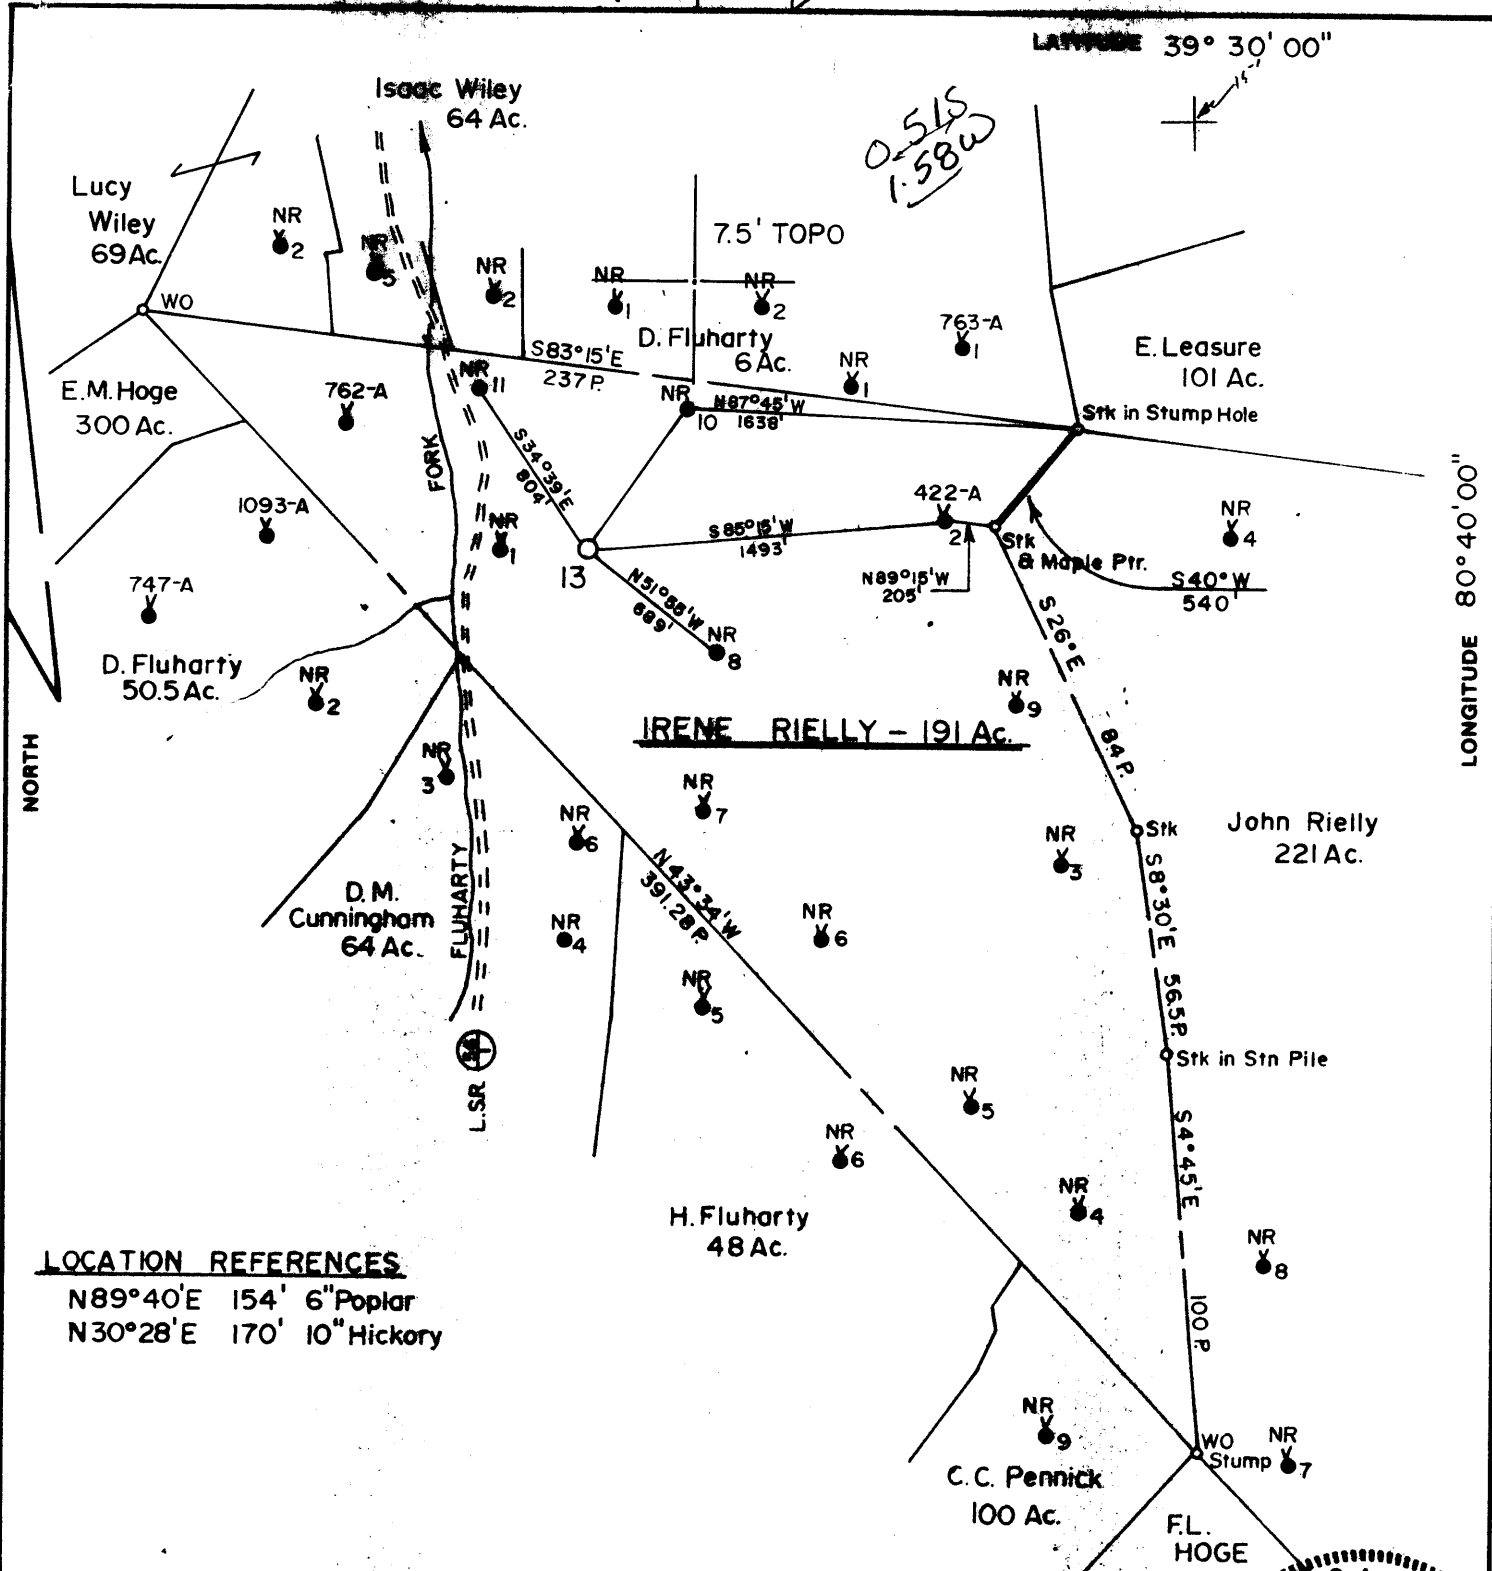 LATITUDE 39° 30' 00"
15"
Isaac Wiley
64 Ac.
0.51S
1.58W
Lucy
Wiley
69 Ac.
NR
2
NR
5
NR
2
7.5' TOPO
NR
1
NR
2
WO
D. Fluharty
6 Ac.
763-A
1
E. Leasure
101 Ac.
S83°15'E
237 P.
NR
1
E.M. Hoge
300 Ac.
762-A
NR
11
NR
10
N87°45'W
1638'
Stk in Stump Hole
FORK
S34°39'E
804'
1093-A
NR
1
13
S85°15'W
1493'
422-A
2
Stk
& Maple Ptr.
NR
4
N89°15'W
205'
S40°W
540'
LONGITUDE 80° 40' 00"
747-A
N51°55'W
689'
NR
8
S26°E
84 P.
D. Fluharty
50.5 Ac.
NR
2
NR
9
IRENE RIELLY - 191 Ac.
NORTH
NR
3
NR
7
NR
6
Stk
John Rielly
221 Ac.
NR
3
N43°34'W
391.28 P.
S8°30'E
56.5 P.
D.M.
Cunningham
64 Ac.
FLUHARTY
NR
4
NR
6
NR
5
L.S.R.
Stk in Stn Pile
NR
5
NR
6
S4°45'E
100 P.
NR
4
H. Fluharty
48 Ac.
NR
8
LOCATION REFERENCES
N89°40'E 154' 6" Poplar
N30°28'E 170' 10" Hickory
NR
9
WO
Stump
NR
7
C.C. Pennick
100 Ac.
F.L.
HOGE